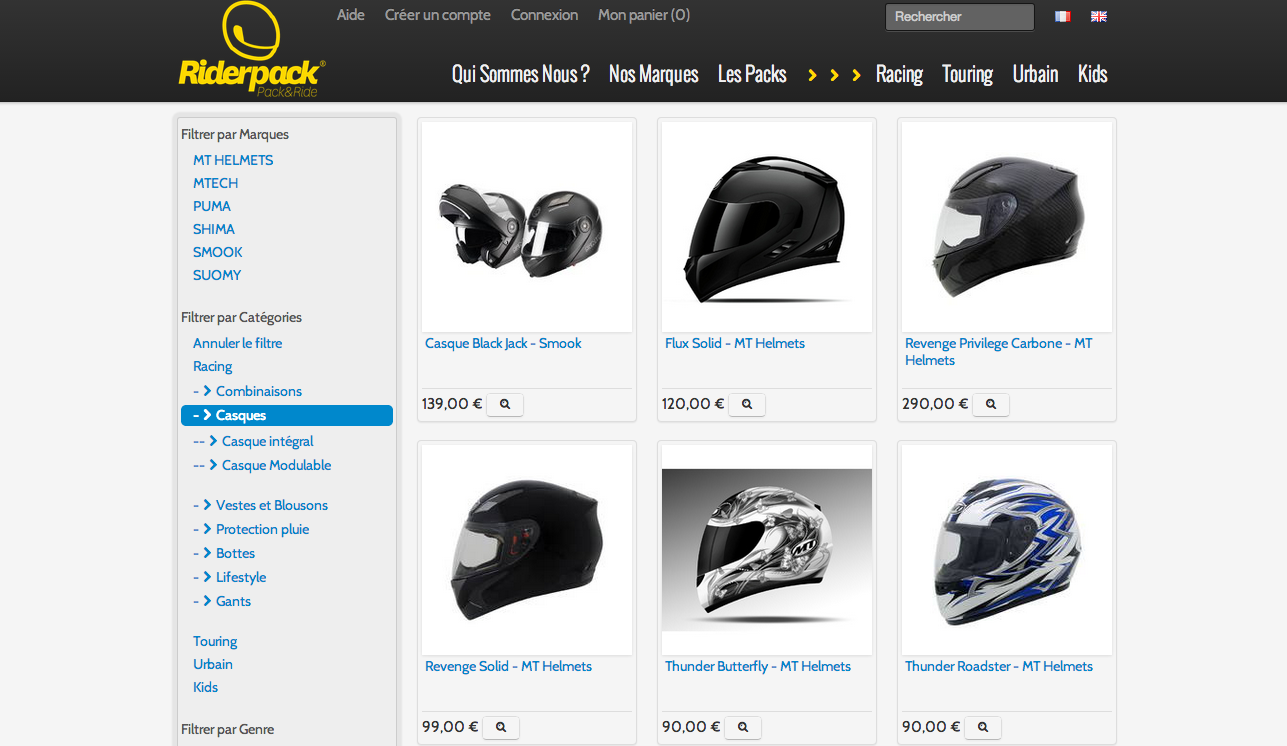 Aide Créer un compte Connexion Mon panier (0)
Rechercher
Riderpack®
Pack&Ride
Qui Sommes Nous ? Nos Marques Les Packs Racing Touring Urbain Kids
Filtrer par Marques
MT HELMETS
MTECH
PUMA
SHIMA
SMOOK
SUOMY
Filtrer par Catégories
Annuler le filtre
Racing
- Combinaisons
- Casques
-- Casque intégral
-- Casque Modulable
- Vestes et Blousons
- Protection pluie
- Bottes
- Lifestyle
- Gants
Touring
Urbain
Kids
Filtrer par Genre
Casque Black Jack - Smook
139,00 €
Flux Solid - MT Helmets
120,00 €
Revenge Privilege Carbone - MT
Helmets
290,00 €
Revenge Solid - MT Helmets
99,00 €
MT
Thunder Butterfly - MT Helmets
90,00 €
Thunder Roadster - MT Helmets
90,00 €